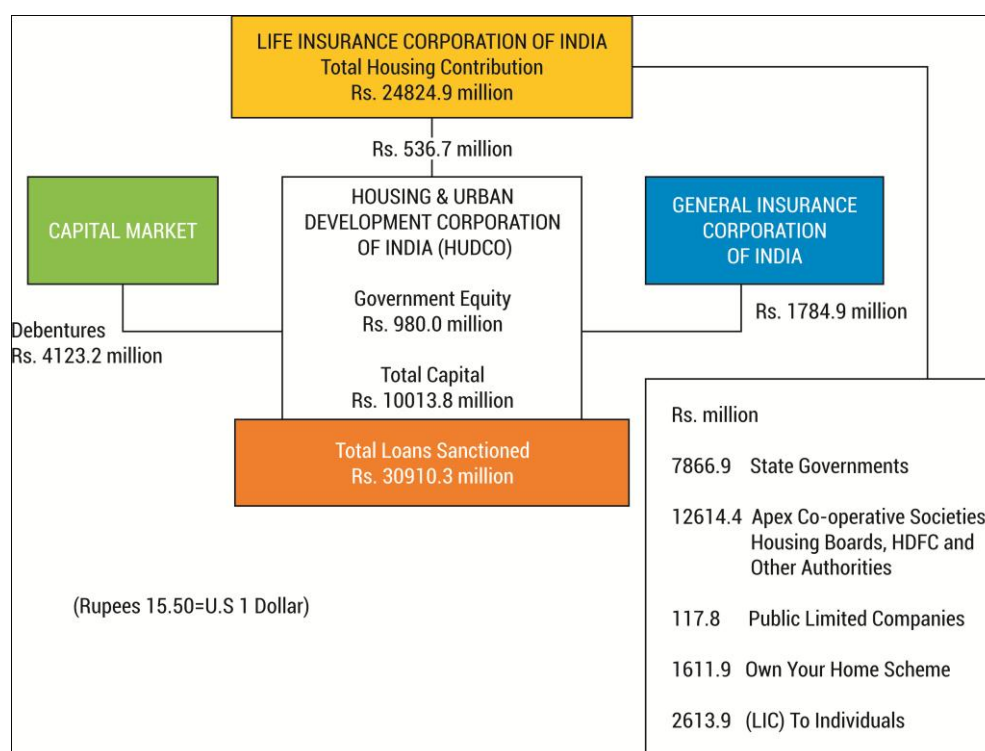 LIFE INSURANCE CORPORATION OF INDIA
Total Housing Contribution
Rs. 24824.9 million
Rs. 536.7 million
CAPITAL MARKET
HOUSING & URBAN
DEVELOPMENT CORPORATION
OF INDIA (HUDCO)
Government Equity
Rs. 980.0 million
Total Capital
Rs. 10013.8 million
GENERAL INSURANCE
CORPORATION
OF INDIA
Debentures
Rs. 4123.2 million
Rs. 1784.9 million
Total Loans Sanctioned
Rs. 30910.3 million
Rs. million
7866.9 State Governments
12614.4 Apex Co-operative Societies
Housing Boards, HDFC and
Other Authorities
117.8 Public Limited Companies
1611.9 Own Your Home Scheme
2613.9 (LIC) To Individuals
(Rupees 15.50=U.S 1 Dollar)